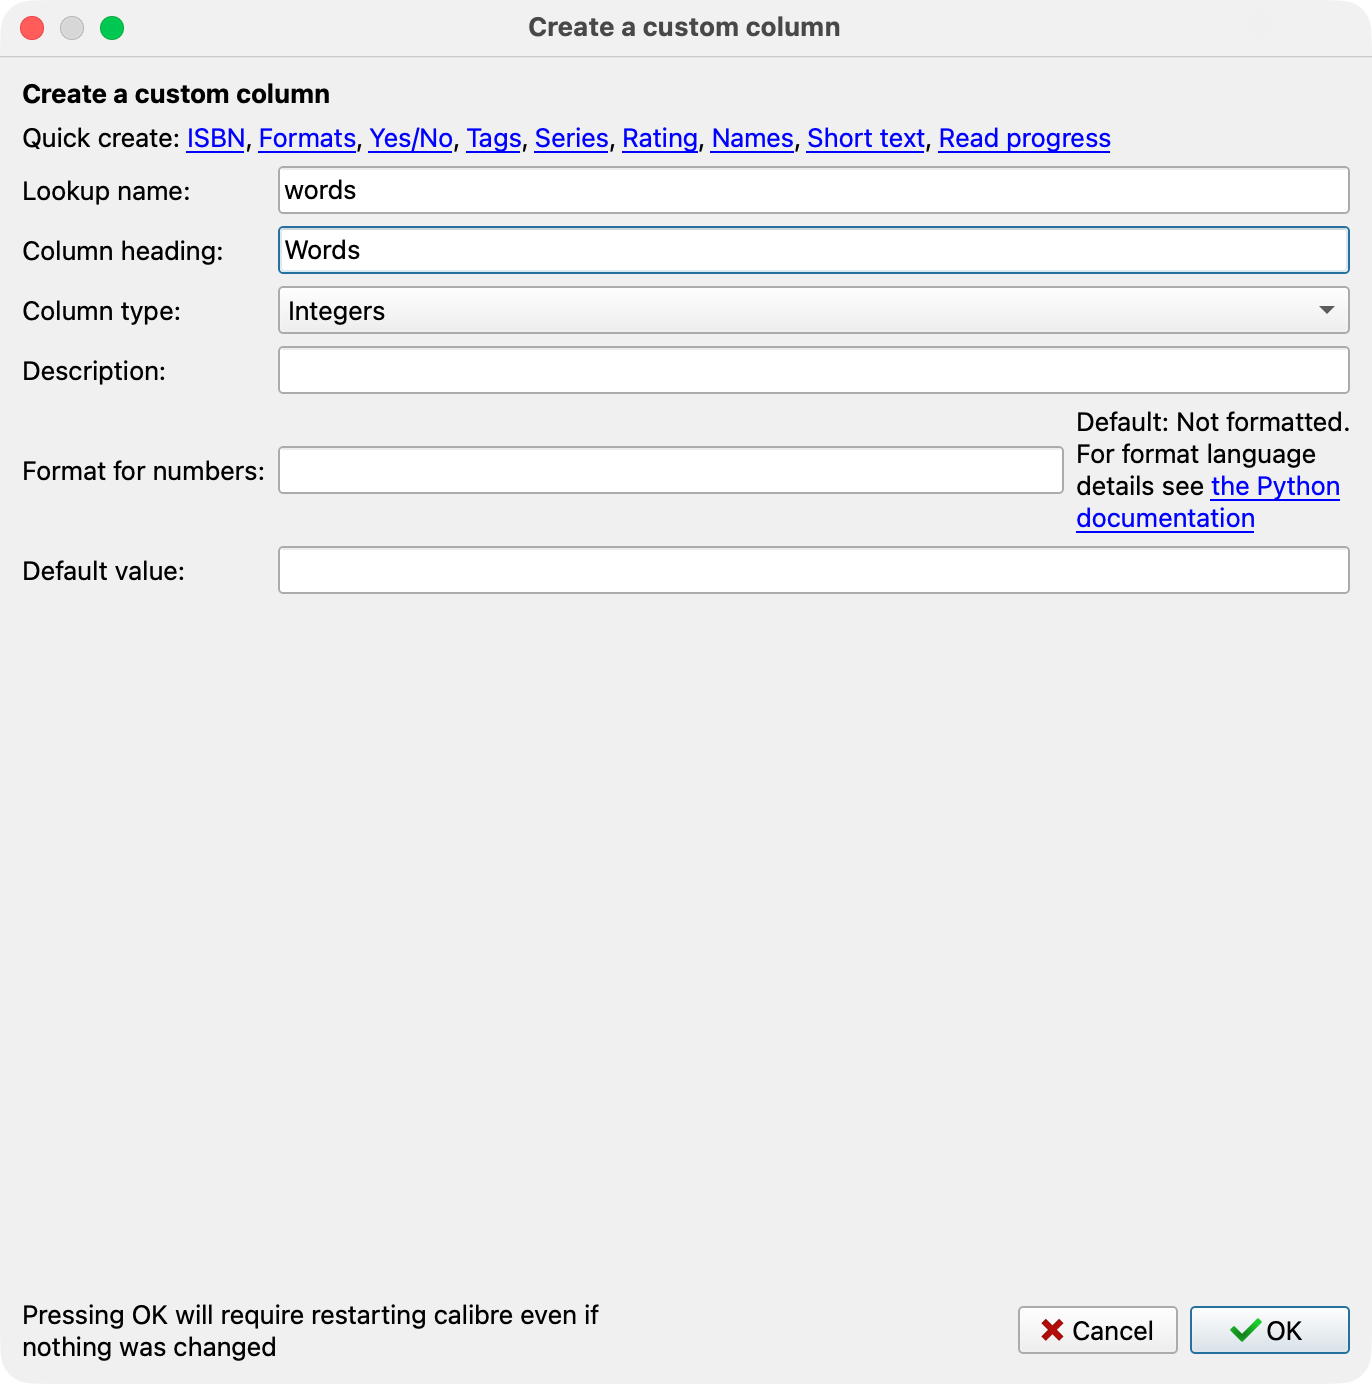 Create a custom column
Create a custom column
Quick create: ISBN, Formats, Yes/No, Tags, Series, Rating, Names, Short text, Read progress
Lookup name: words
Column heading: Words
Column type: Integers
Description:
Format for numbers:
Default: Not formatted.
For format language
details see the Python
documentation
Default value:
Pressing OK will require restarting calibre even if
nothing was changed
Cancel OK